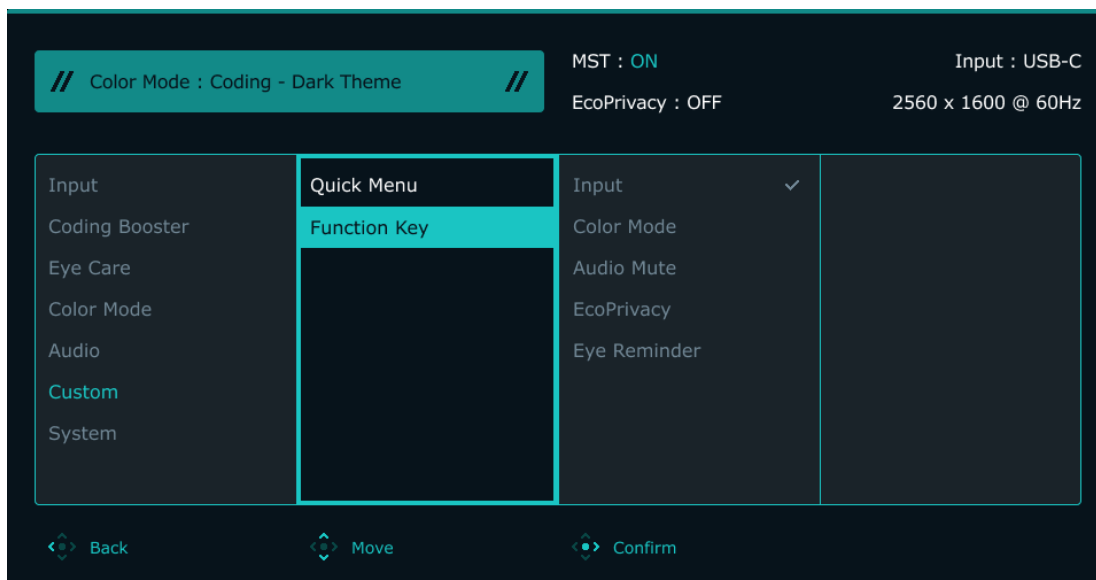 Color Mode : Coding - Dark Theme
MST : ON
Input : USB-C
EcoPrivacy : OFF
2560 x 1600 @ 60Hz
Input
Coding Booster
Eye Care
Color Mode
Audio
Custom
System
Quick Menu
Function Key
Input
Color Mode
Audio Mute
EcoPrivacy
Eye Reminder
Back
Move
Confirm